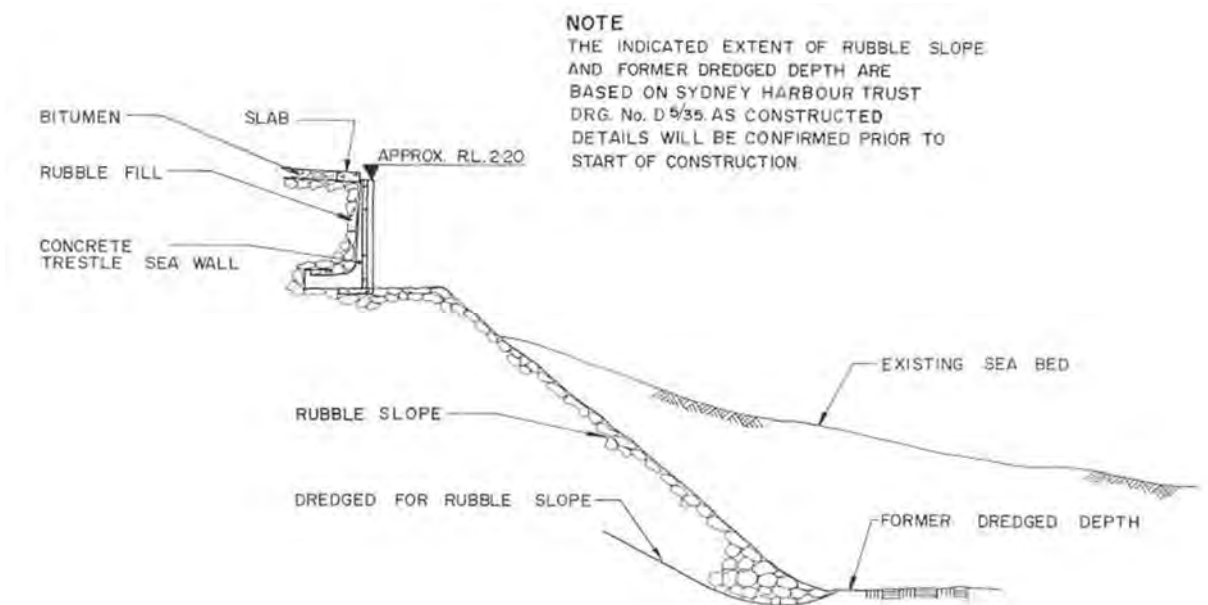 NOTE
THE INDICATED EXTENT OF RUBBLE SLOPE
AND FORMER DREDGED DEPTH ARE
BASED ON SYDNEY HARBOUR TRUST
DRG. No. D 5/35. AS CONSTRUCTED
DETAILS WILL BE CONFIRMED PRIOR TO
START OF CONSTRUCTION.
BITUMEN
SLAB
APPROX. R.L. 2·20
RUBBLE FILL
CONCRETE
TRESTLE SEA WALL
EXISTING SEA BED
RUBBLE SLOPE
DREDGED FOR RUBBLE SLOPE
FORMER DREDGED DEPTH